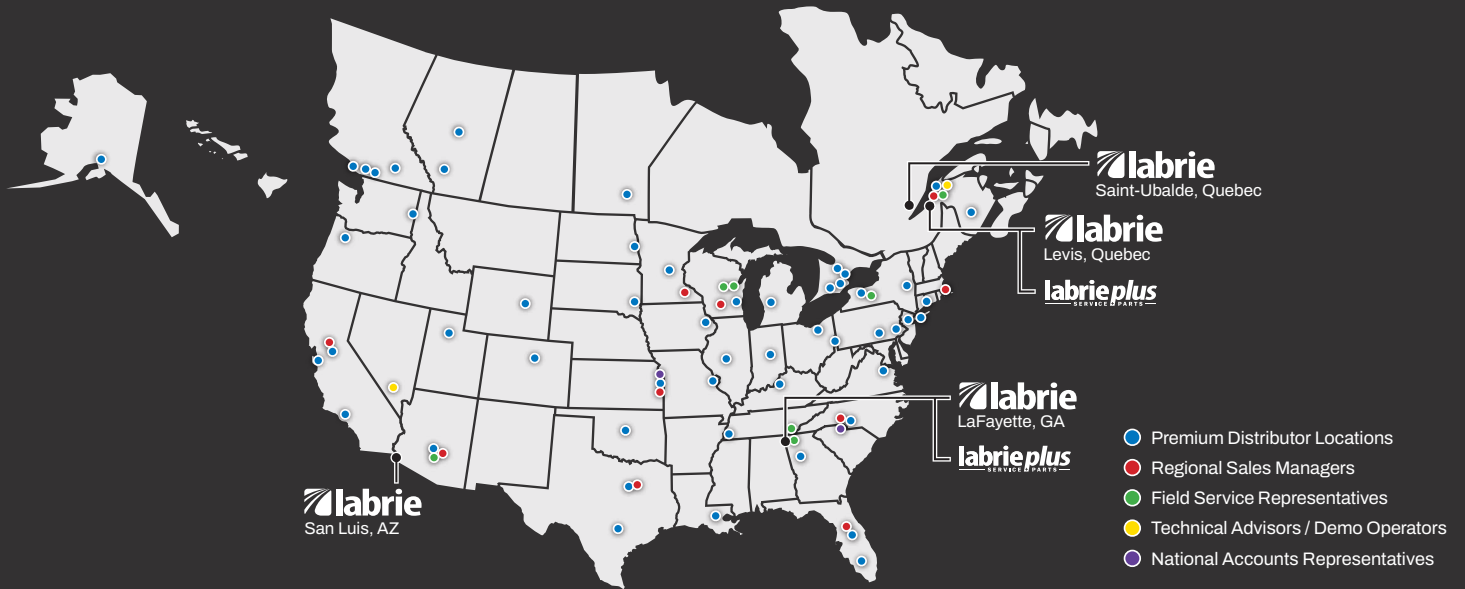 labrie
Saint-Ubalde, Quebec
labrie
Levis, Quebec
labrieplus
SERVICE & PARTS
labrie
LaFayette, GA
labrieplus
SERVICE & PARTS
labrie
San Luis, AZ
Premium Distributor Locations
Regional Sales Managers
Field Service Representatives
Technical Advisors / Demo Operators
National Accounts Representatives